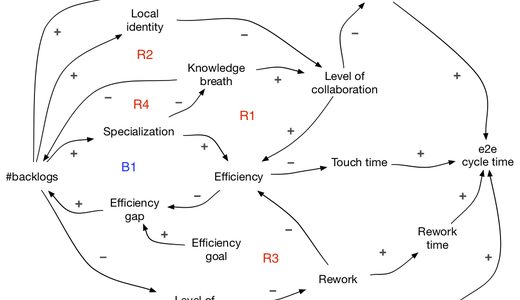 Local
identity
+
−
−
R2
Knowledge
breath
+
+
−
R4
−
+
Level of
collaboration
R1
+
Specialization
+
+
e2e
cycle time
B1
#backlogs
Efficiency
−
Touch time
+
Efficiency
gap
+
−
+
Efficiency
goal
−
Rework
time
+
R3
+
−
+
Rework
−
Level of